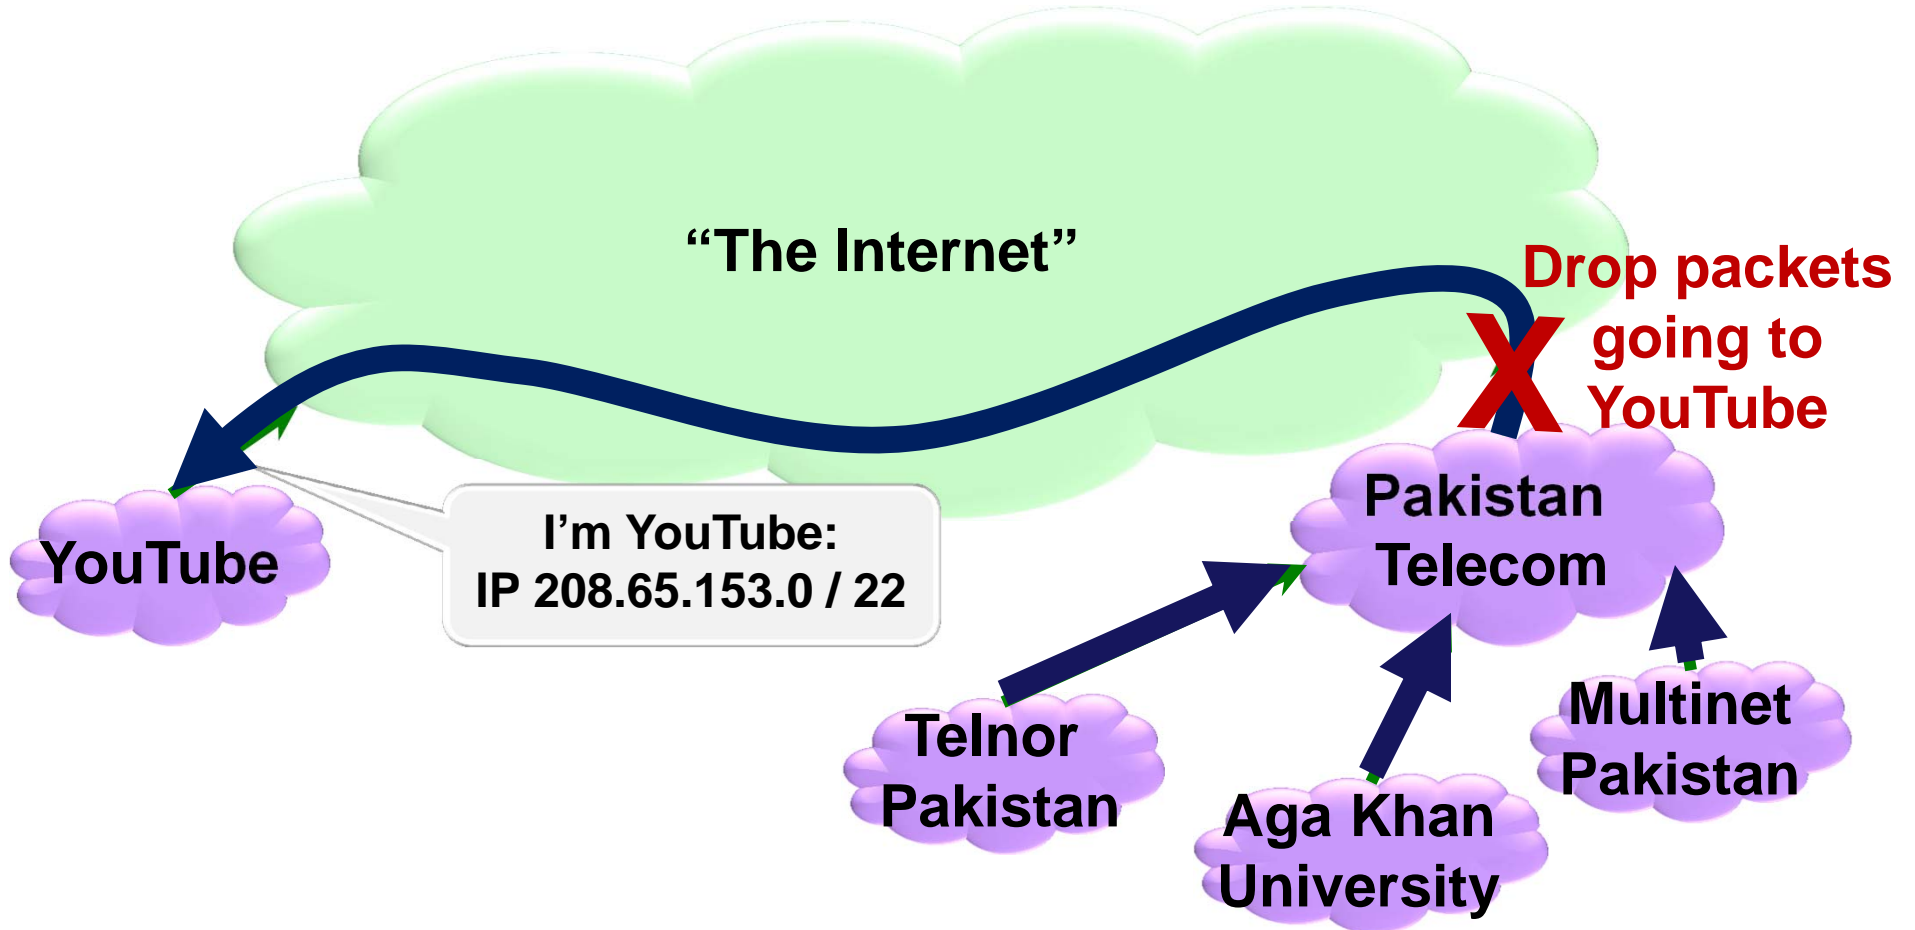 “The Internet”
Drop packets
going to
YouTube
X
YouTube
I’m YouTube:
IP 208.65.153.0 / 22
Pakistan
Telecom
Telnor
Pakistan
Aga Khan
University
Multinet
Pakistan